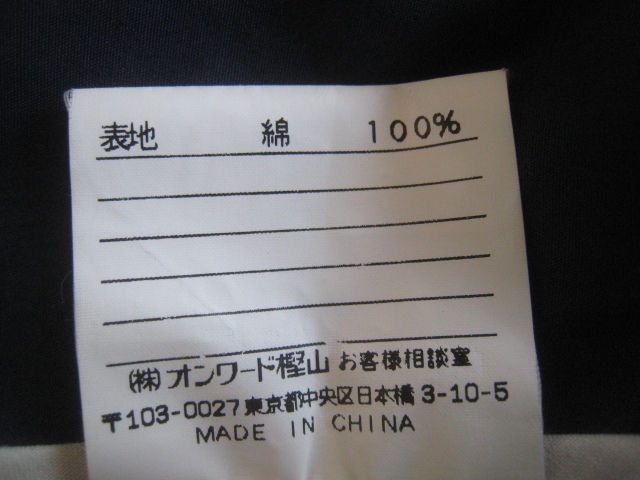 表地 綿 100%
(株)オンワード樫山 お客様相談室
〒103-0027 東京都中央区日本橋 3-10-5
MADE IN CHINA